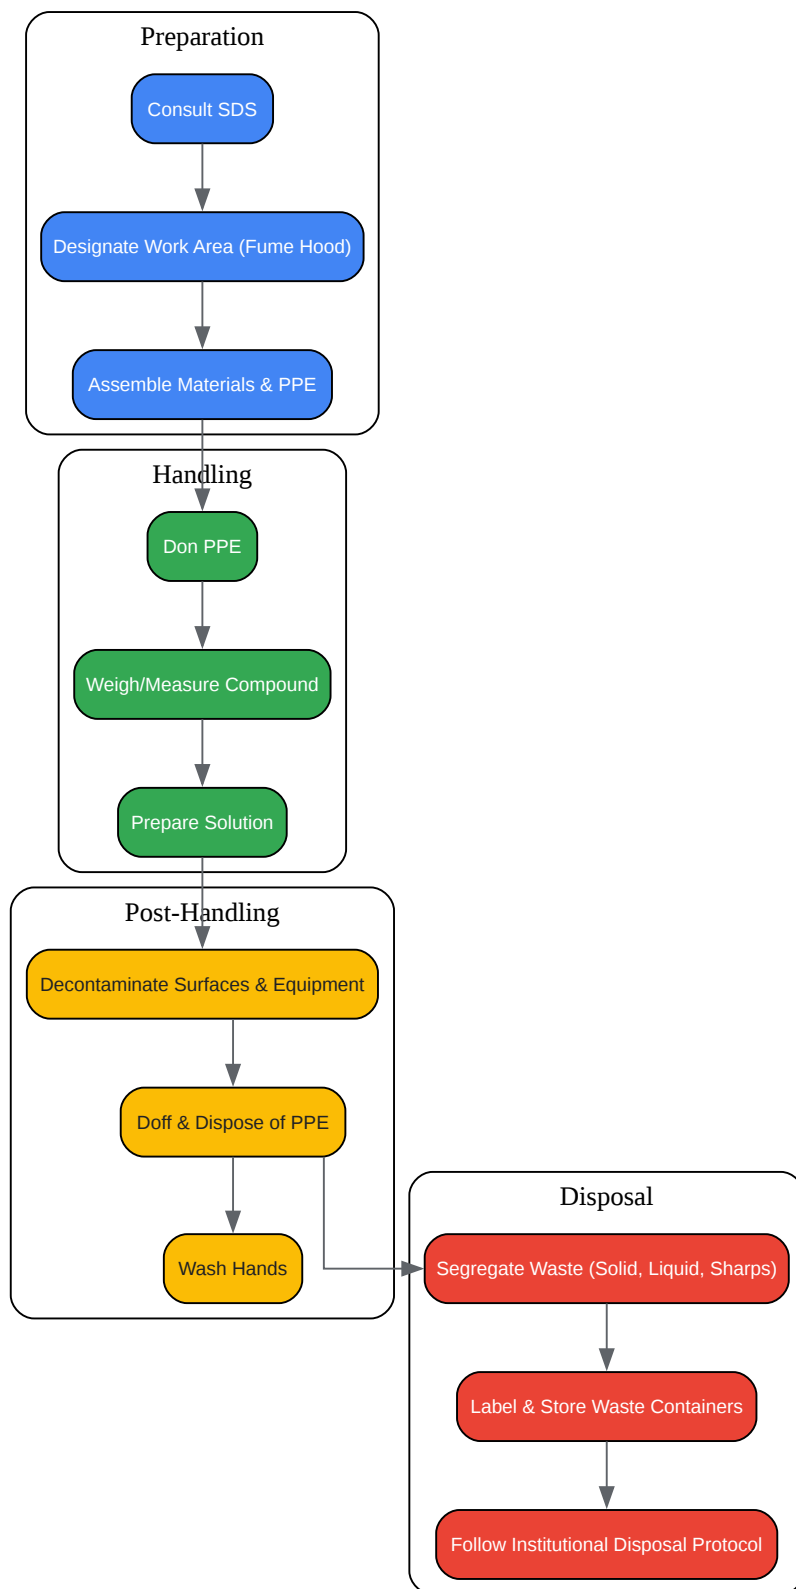 Preparation
Consult SDS
Designate Work Area (Fume Hood)
Assemble Materials & PPE
Handling
Don PPE
Weigh/Measure Compound
Prepare Solution
Post-Handling
Decontaminate Surfaces & Equipment
Doff & Dispose of PPE
Wash Hands
Disposal
Segregate Waste (Solid, Liquid, Sharps)
Label & Store Waste Containers
Follow Institutional Disposal Protocol